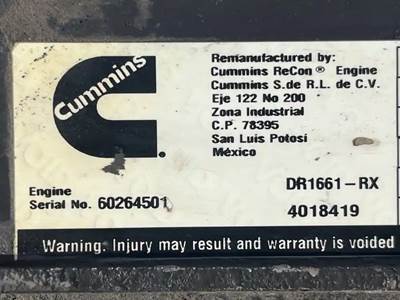 Cummins
Remanufactured by:
Cummins ReCon® Engine
Cummins S.de R.L. de C.V.
Eje 122 No 200
Zona Industrial
C.P. 78395
San Luis Potosi
México
Engine
Serial No. 60264501
DR1661-RX
4018419
Warning: Injury may result and warranty is voided